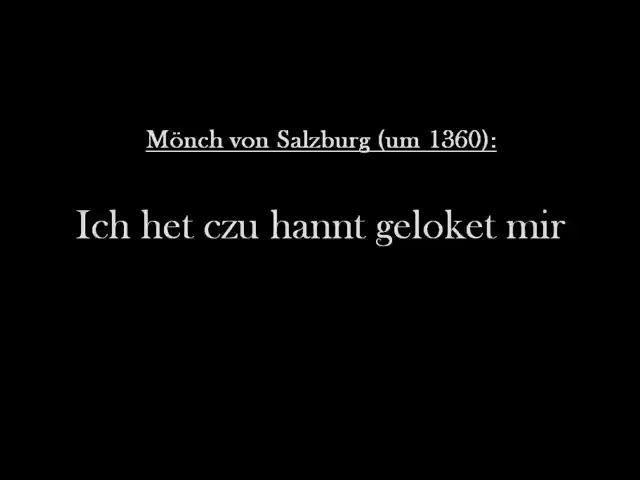 Mönch von Salzburg (um 1360):
Ich het czu hannt geloket mir